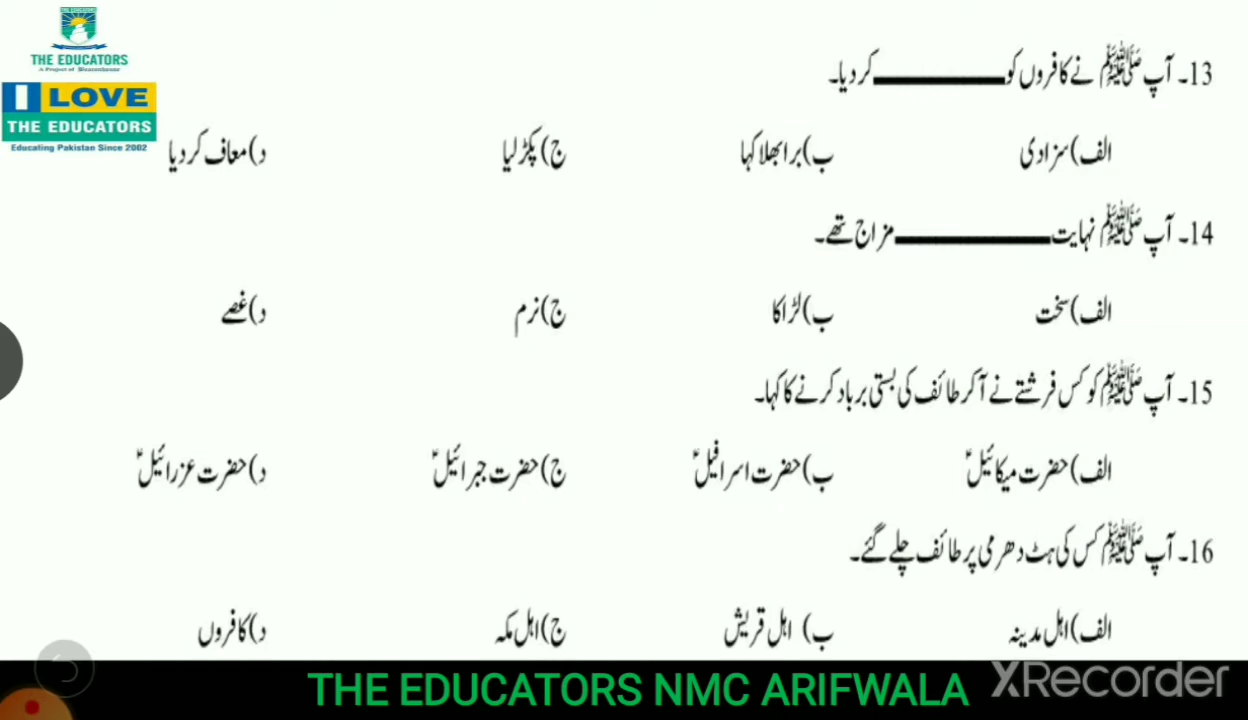 THE EDUCATORS
A Project of Beaconhouse
I LOVE
THE EDUCATORS
Educating Pakistan Since 2002
13۔ آپ ﷺ نے کافروں کو ــــــــــــــــ کر دیا۔
الف) سزا دی ب) برا بھلا کہا ج) پکڑ لیا د) معاف کر دیا
14۔ آپ ﷺ نہایت ــــــــــــــــ مزاج تھے۔
الف) سخت ب) لڑاکا ج) نرم د) غصے
15۔ آپ ﷺ کو کس فرشتے نے آکر طائف کی بستی برباد کرنے کا کہا۔
الف) حضرت میکائیلؑ ب) حضرت اسرافیلؑ ج) حضرت جبرائیلؑ د) حضرت عزرائیلؑ
16۔ آپ ﷺ کس کی ہٹ دھرمی پر طائف چلے گئے۔
الف) اہل مدینہ ب) اہل قریش ج) اہل مکہ د) کافروں
THE EDUCATORS NMC ARIFWALA
XRecorder